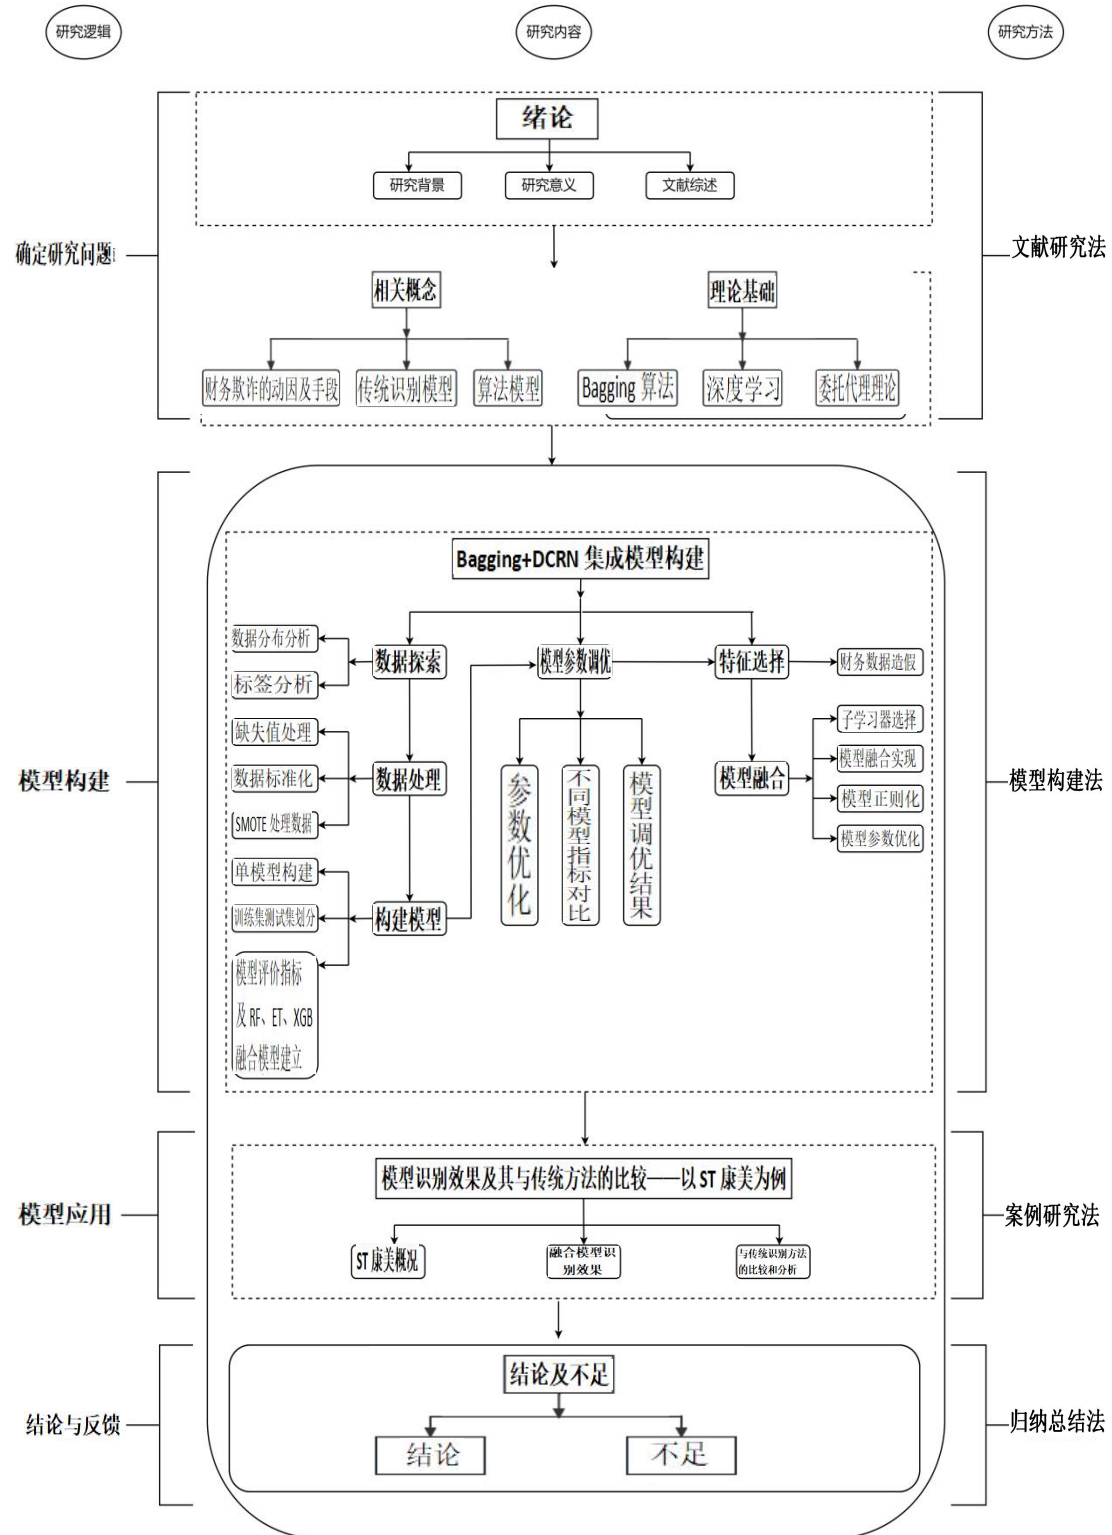 研究逻辑
研究内容
研究方法
绪论
研究背景
研究意义
文献综述
确定研究问题
文献研究法
相关概念
理论基础
财务欺诈的动因及手段
传统识别模型
算法模型
Bagging 算法
深度学习
委托代理理论
Bagging+DCRN 集成模型构建
数据分布分析
标签分析
数据探索
模型参数调优
特征选择
财务数据造假
缺失值处理
数据标准化
SMOTE 处理数据
数据处理
参数优化
不同模型指标对比
模型调优结果
模型融合
子学习器选择
模型融合实现
模型正则化
模型参数优化
模型构建
模型构建法
单模型构建
训练集测试集划分
构建模型
模型评价指标
及 RF、ET、XGB
融合模型建立
模型识别效果及其与传统方法的比较——以 ST 康美为例
模型应用
案例研究法
ST 康美概况
融合模型识
别效果
与传统识别方法
的比较和分析
结论及不足
结论与反馈
归纳总结法
结论
不足